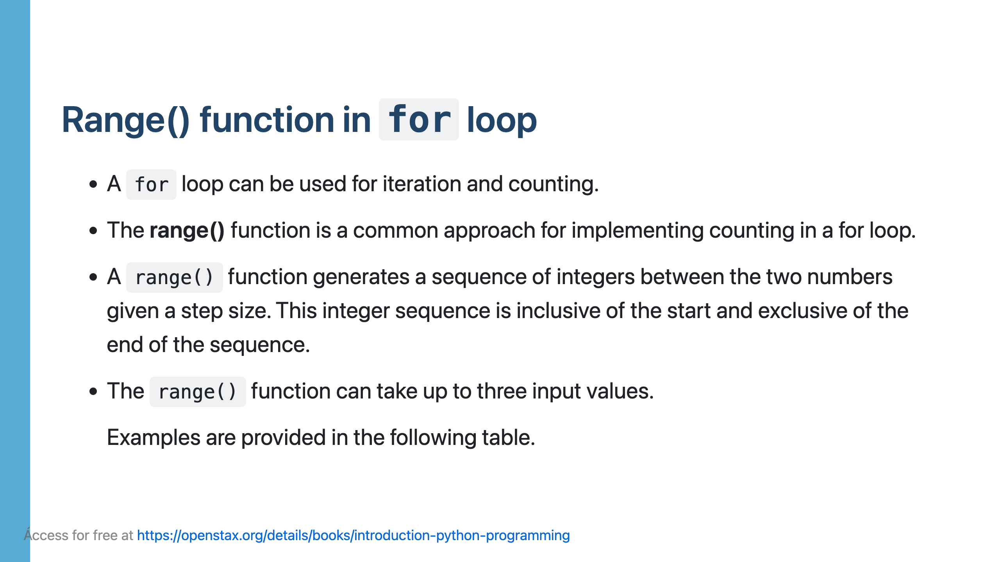 Range() function in for loop
• A for loop can be used for iteration and counting.
• The range() function is a common approach for implementing counting in a for loop.
• A range() function generates a sequence of integers between the two numbers
given a step size. This integer sequence is inclusive of the start and exclusive of the
end of the sequence.
• The range() function can take up to three input values.
Examples are provided in the following table.
Áccess for free at https://openstax.org/details/books/introduction-python-programming